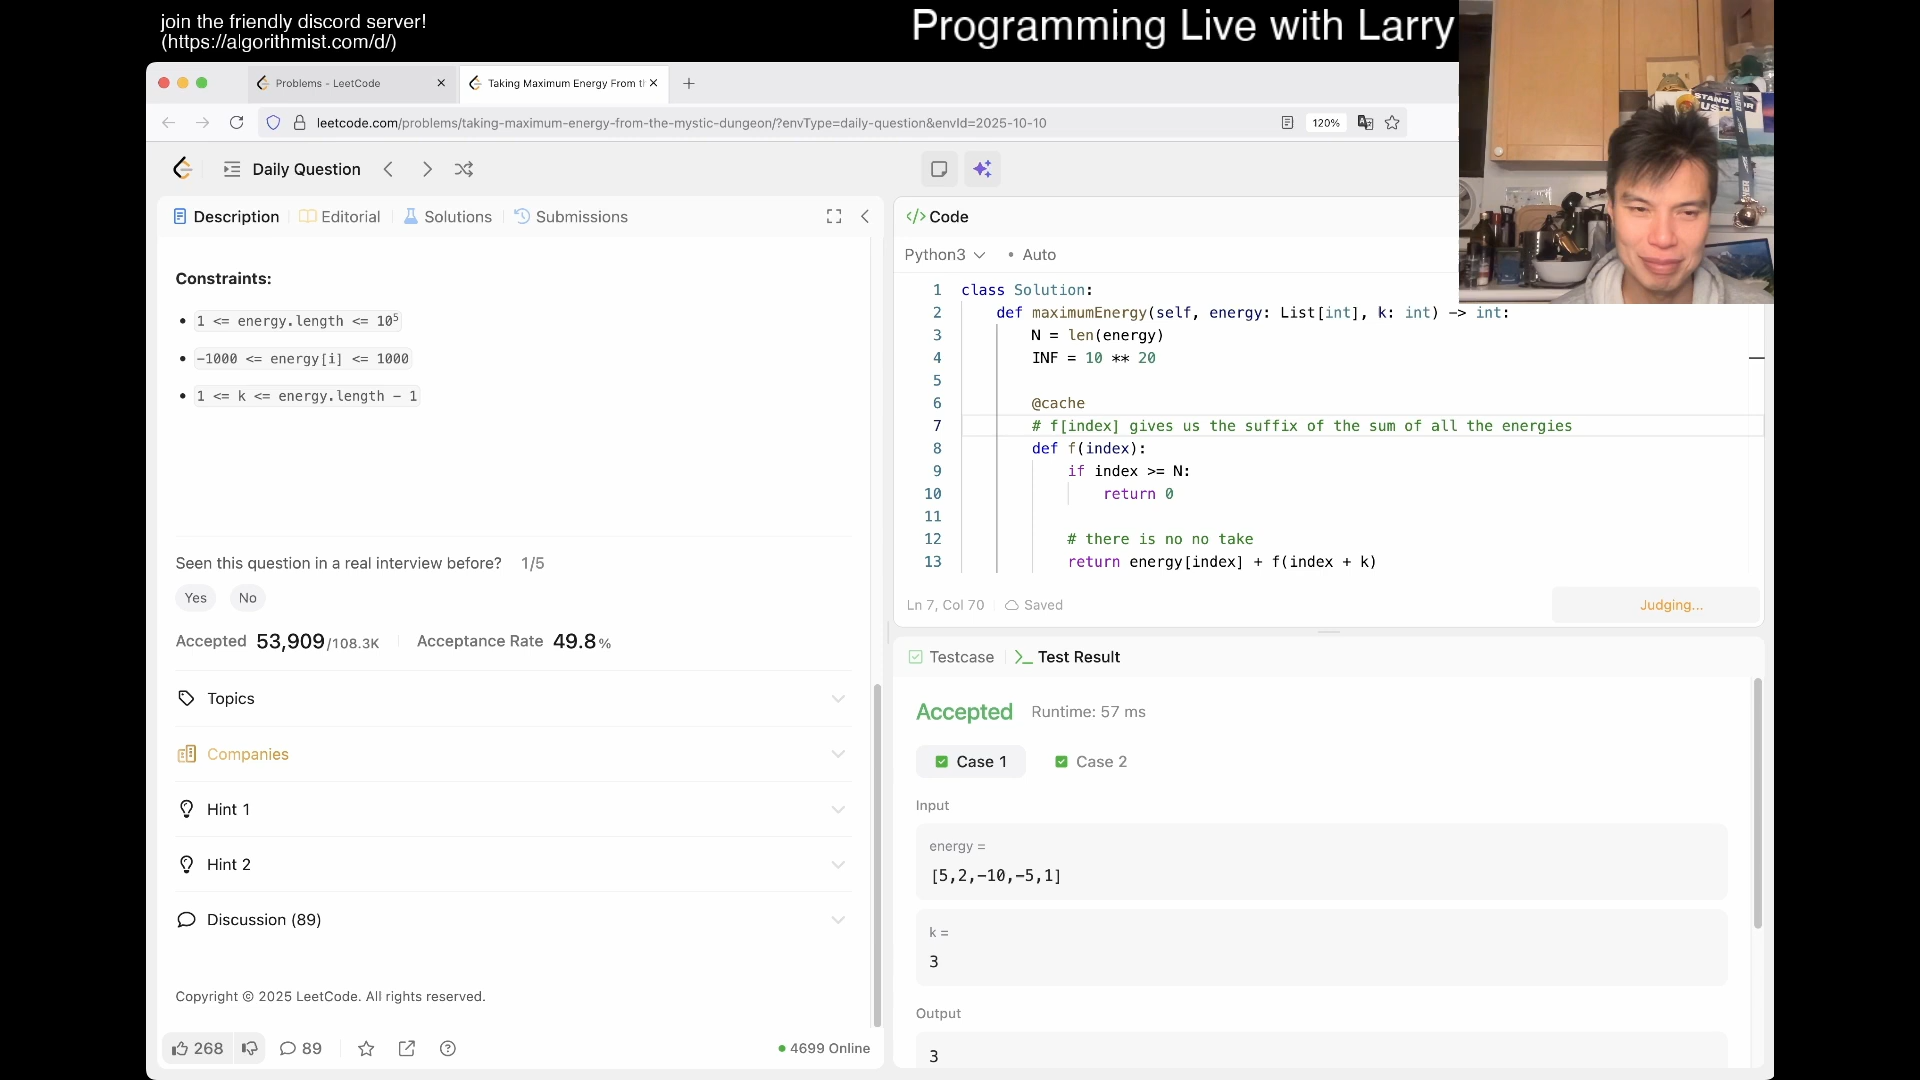 join the friendly discord server!
(https://algorithmist.com/d/)
Programming Live with Larry
Problems - LeetCode
Taking Maximum Energy From t
leetcode.com/problems/taking-maximum-energy-from-the-mystic-dungeon/?envType=daily-question&envId=2025-10-10
120%
Daily Question
Description
Editorial
Solutions
Submissions
Constraints:
1 <= energy.length <= 10⁵
-1000 <= energy[i] <= 1000
1 <= k <= energy.length - 1
Seen this question in a real interview before? 1/5
Yes
No
Accepted 53,909/108.3K
Acceptance Rate 49.8%
Topics
Companies
Hint 1
Hint 2
Discussion (89)
Copyright © 2025 LeetCode. All rights reserved.
268
89
4699 Online
</> Code
Python3 • Auto
1 class Solution:
2 def maximumEnergy(self, energy: List[int], k: int) -> int:
3 N = len(energy)
4 INF = 10 ** 20
5
6 @cache
7 # f[index] gives us the suffix of the sum of all the energies
8 def f(index):
9 if index >= N:
10 return 0
11
12 # there is no no take
13 return energy[index] + f(index + k)
Ln 7, Col 70
Saved
Judging...
Testcase
Test Result
Accepted Runtime: 57 ms
Case 1
Case 2
Input
energy =
[5,2,-10,-5,1]
k =
3
Output
3
STAND